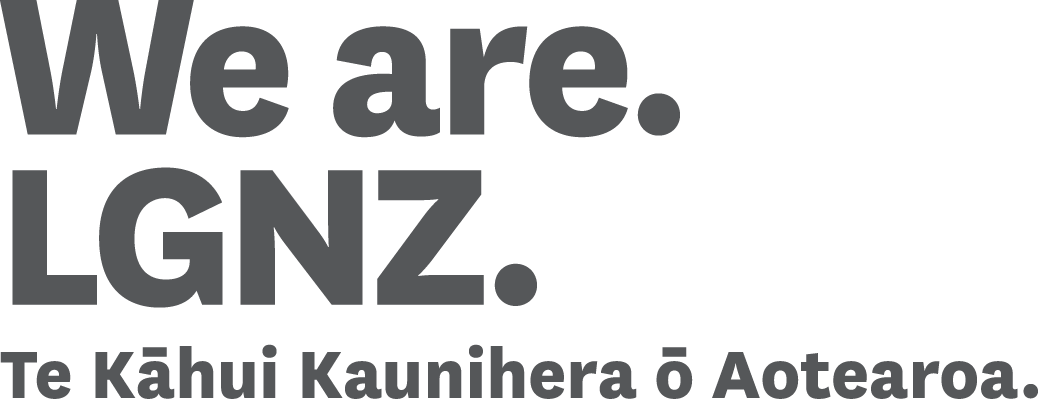 We are.
LGNZ.
Te Kāhui Kaunihera ō Aotearoa.